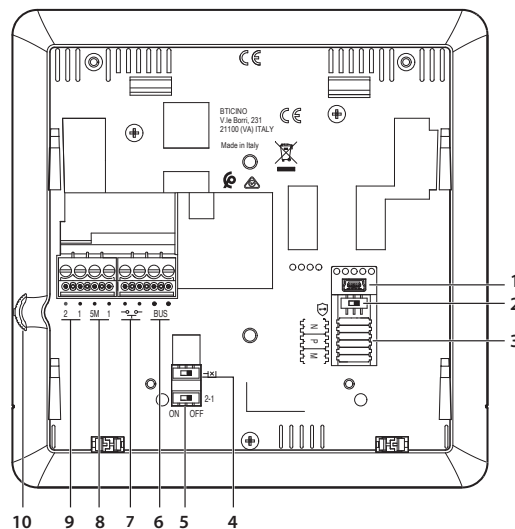 BTICINO
V.le Borri, 231
21100 (VA) ITALY
Made in Italy
CE
CE
1
2
3
N
P
M
2 1 5M 1 BUS
2-1
ON OFF
10 9 8 7 6 5 4